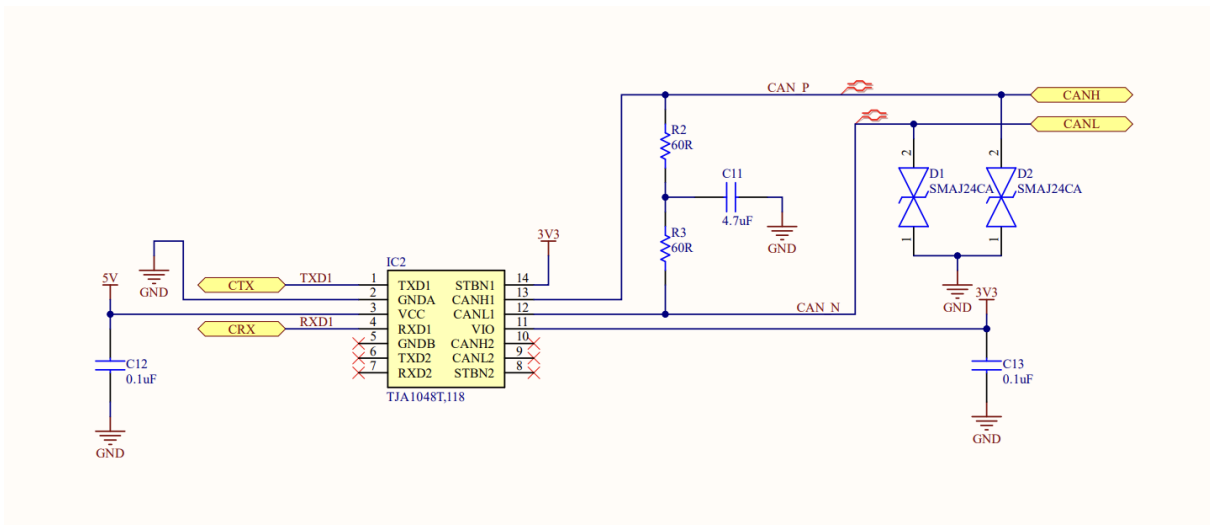 CAN_P
CANH
CANL
R2
60R
C11
4.7uF
GND
R3
60R
2
2
D1
SMAJ24CA
D2
SMAJ24CA
1
1
GND
3V3
IC2
GND
5V
CTX
TXD1
1
TXD1
STBN1
14
2
GNDA
CANH1
13
3
VCC
CANL1
12
CAN_N
CRX
RXD1
4
RXD1
VIO
11
3V3
5
GNDB
CANH2
10
6
TXD2
CANL2
9
7
RXD2
STBN2
8
TJA1048T,118
C12
0.1uF
GND
C13
0.1uF
GND